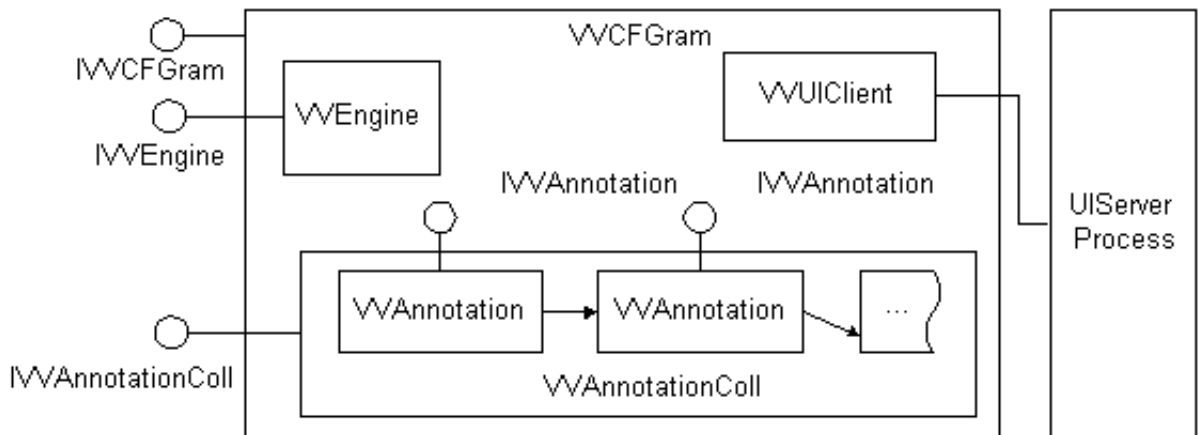 VVCFGram
IVVCFGram
VVEngine
VVUIClient
IVVEngine
IVVAnnotation
IVVAnnotation
UIServer
Process
VVAnnotation
VVAnnotation
...
IVVAnnotationColl
VVAnnotationColl